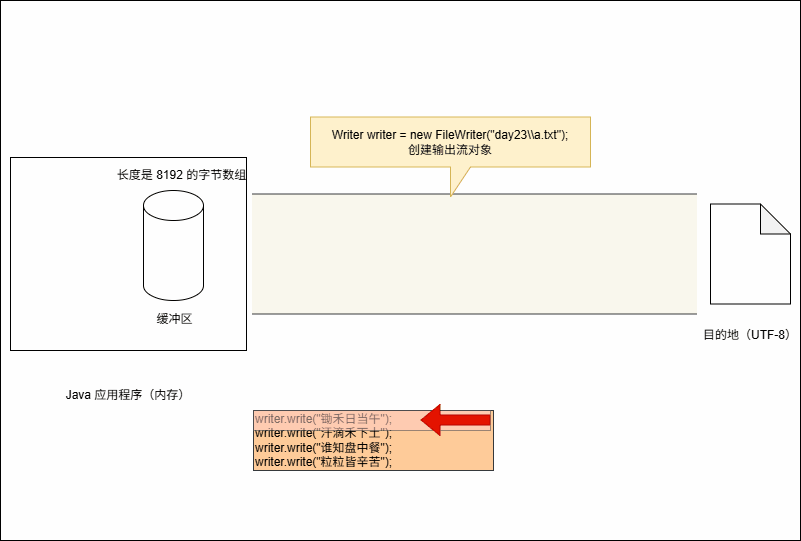 Writer writer = new FileWriter("day23\\a.txt");
创建输出流对象
长度是 8192 的字节数组
缓冲区
目的地（UTF-8）
Java 应用程序（内存）
writer.write("锄禾日当午");
writer.write("汗滴禾下土");
writer.write("谁知盘中餐");
writer.write("粒粒皆辛苦");